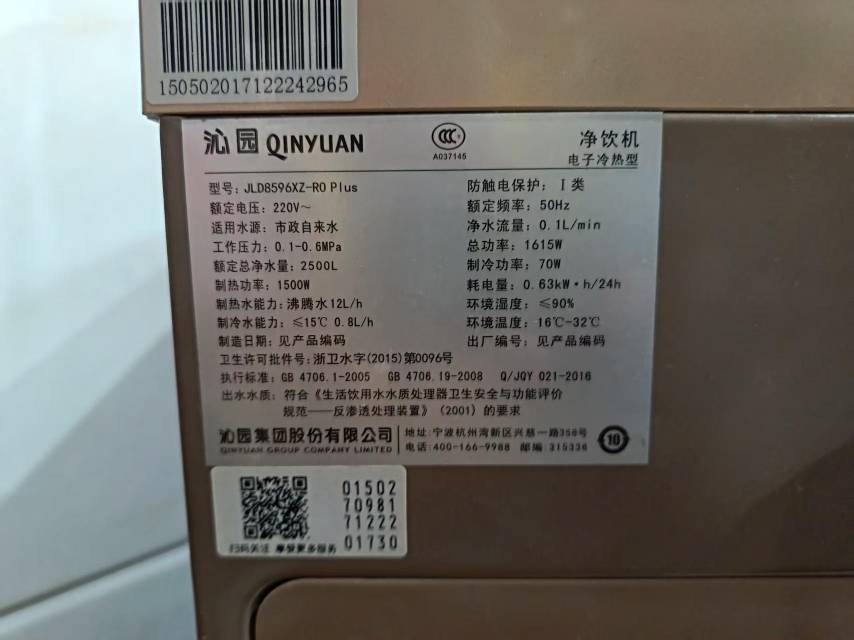 150502017122242965
沁园 QINYUAN
CCC
A037145
净饮机
电子冷热型
型号: JLD8596XZ-RO Plus
防触电保护: Ⅰ类
额定电压: 220V～
额定频率: 50Hz
适用水源: 市政自来水
净水流量: 0.1L/min
工作压力: 0.1-0.6MPa
总功率: 1615W
额定总净水量: 2500L
制冷功率: 70W
制热功率: 1500W
耗电量: 0.63kW·h/24h
制热水能力: 沸腾水12L/h
环境湿度: ≤90%
制冷水能力: ≤15℃ 0.8L/h
环境温度: 16℃-32℃
制造日期: 见产品编码
出厂编号: 见产品编码
卫生许可批件号: 浙卫水字(2015)第0096号
执行标准: GB 4706.1-2005 GB 4706.19-2008 Q/JQY 021-2016
出水水质: 符合《生活饮用水水质处理器卫生安全与功能评价
规范——反渗透处理装置》(2001)的要求
沁园集团股份有限公司
QINYUAN GROUP COMPANY LIMITED
地址: 宁波杭州湾新区兴慈一路358号
电话: 400-166-9988 邮编: 315336
10
01502
70981
71222
01730
扫码关注 享受更多服务